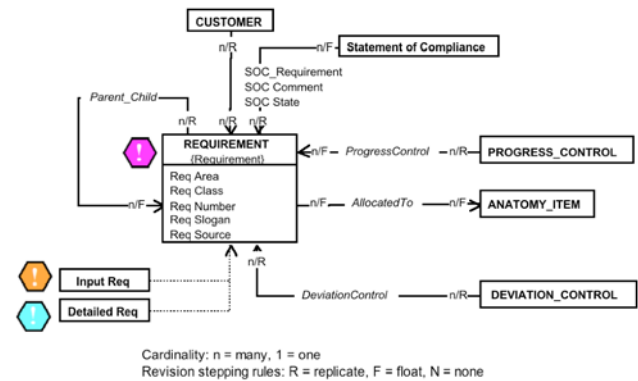 CUSTOMER
n/R
n/F
Statement of Compliance
SOC_Requirement
SOC Comment
SOC State
Parent_Child
n/R
n/R
n/R
REQUIREMENT
{Requirement}
n/F
ProgressControl
n/R
PROGRESS_CONTROL
Req Area
Req Class
Req Number
Req Slogan
Req Source
n/F
n/F
AllocatedTo
n/F
ANATOMY_ITEM
!
!
Input Req
n/R
!
Detailed Req
DeviationControl
n/R
DEVIATION_CONTROL
Cardinality: n = many, 1 = one
Revision stepping rules: R = replicate, F = float, N = none